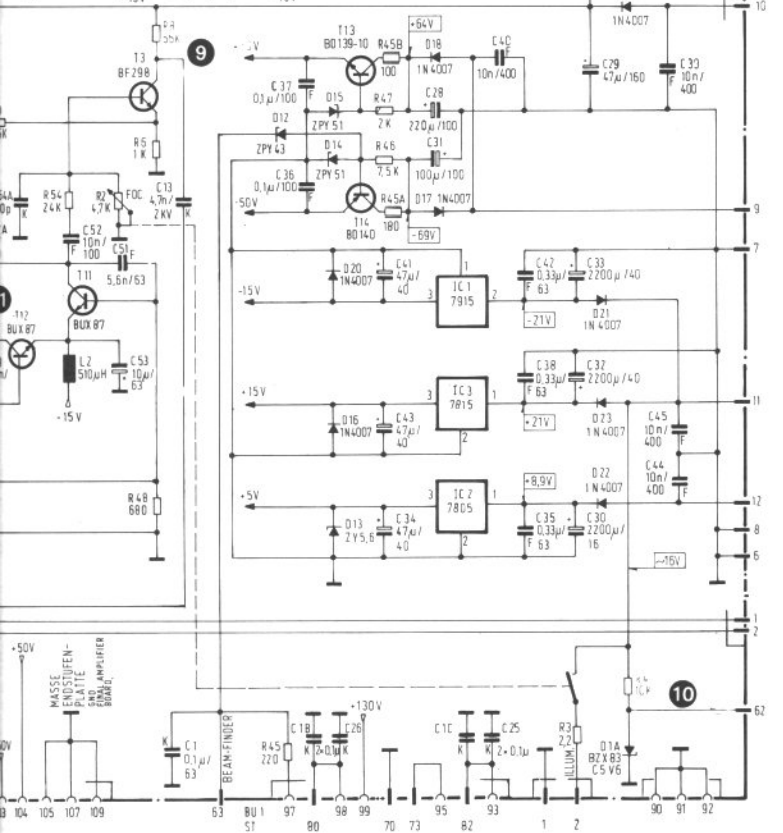 10
R8
56K
T3
BF298
9
T13
BD139-10
R45B
100
+64V
D18
1N4007
C40
F
10n/400
1N4007
C29
47µ/160
C39
F
10n/
400
C37
0,1µ/100
F
D15
ZPY 51
R47
2K
C28
220µ/100
D12
ZPY 43
D14
ZPY 51
R46
7,5K
C31
100µ/100
R5
1K
C36
0,1µ/100
F
-50V
T14
BD140
R45A
180
D17 1N4007
-69V
9
R54
24K
R2
4,7K
FOC
C13
4,7n/
2KV
K
C52
10n/
100
F
C51
F
5,6n/63
7
T11
BUX87
T12
BUX87
L2
510µH
C53
10µ/
63
-15V
D20
1N4007
C41
47µ/
40
-15V
3
IC1
7915
1
2
C42
0,33µ/
F 63
C33
2200µ/40
-21V
D21
1N4007
+15V
3
IC3
7815
1
2
D16
1N4007
C43
47µ/
40
C38
0,33µ/
F 63
C32
2200µ/40
+21V
D23
1N4007
11
C45
10n/
400
F
C44
10n/
400
F
+5V
3
IC2
7805
1
2
D13
ZY5,6
C34
47µ/
40
+8,9V
C35
0,33µ/
F 63
C30
2200µ/
16
D22
1N4007
12
8
6
R48
680
~16V
1
2
+50V
MASSE
ENDSTUFEN-
PLATTE
GND
FINAL AMPLIFIER
BOARD.
10
62
K
C1
0,1µ/
63
BEAM-FINDER
R45
220
C1B
K
2×0,1µ
C26
K
+130V
C1C
K
C25
K
2×0,1µ
R3
2,2
ILLUM.
D1A
BZX83
C5V6
104
105
107
109
63
BU1
ST
97
80
98
99
70
73
95
82
93
1
2
90
91
92